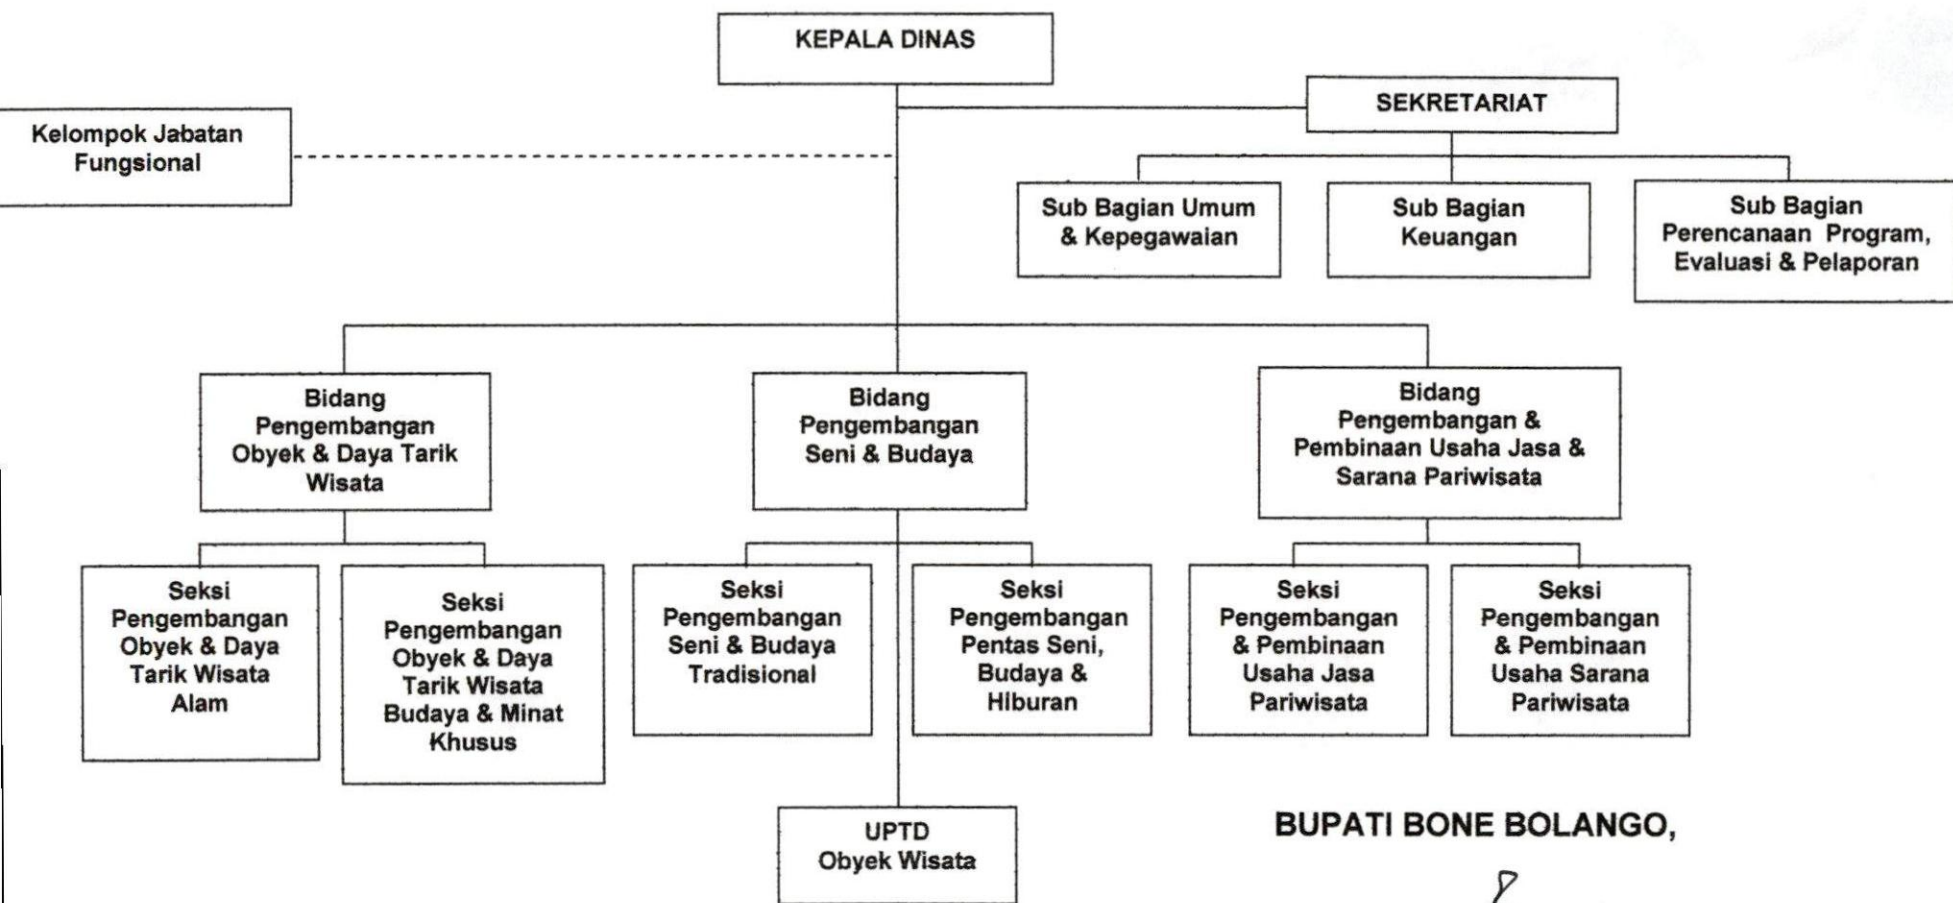 KEPALA DINAS
SEKRETARIAT
Kelompok Jabatan
Fungsional
Sub Bagian Umum
& Kepegawaian
Sub Bagian
Keuangan
Sub Bagian
Perencanaan Program,
Evaluasi & Pelaporan
Bidang
Pengembangan
Obyek & Daya Tarik
Wisata
Bidang
Pengembangan
Seni & Budaya
Bidang
Pengembangan &
Pembinaan Usaha Jasa &
Sarana Pariwisata
Seksi
Pengembangan
Obyek & Daya
Tarik Wisata
Alam
Seksi
Pengembangan
Obyek & Daya
Tarik Wisata
Budaya & Minat
Khusus
Seksi
Pengembangan
Seni & Budaya
Tradisional
Seksi
Pengembangan
Pentas Seni,
Budaya &
Hiburan
Seksi
Pengembangan
& Pembinaan
Usaha Jasa
Pariwisata
Seksi
Pengembangan
& Pembinaan
Usaha Sarana
Pariwisata
UPTD
Obyek Wisata
BUPATI BONE BOLANGO,